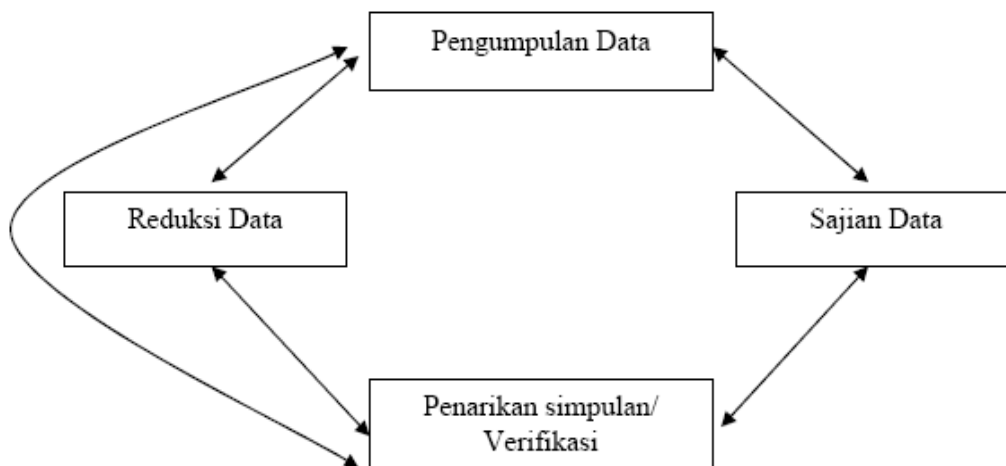 Pengumpulan Data
Reduksi Data
Sajian Data
Penarikan simpulan/
Verifikasi